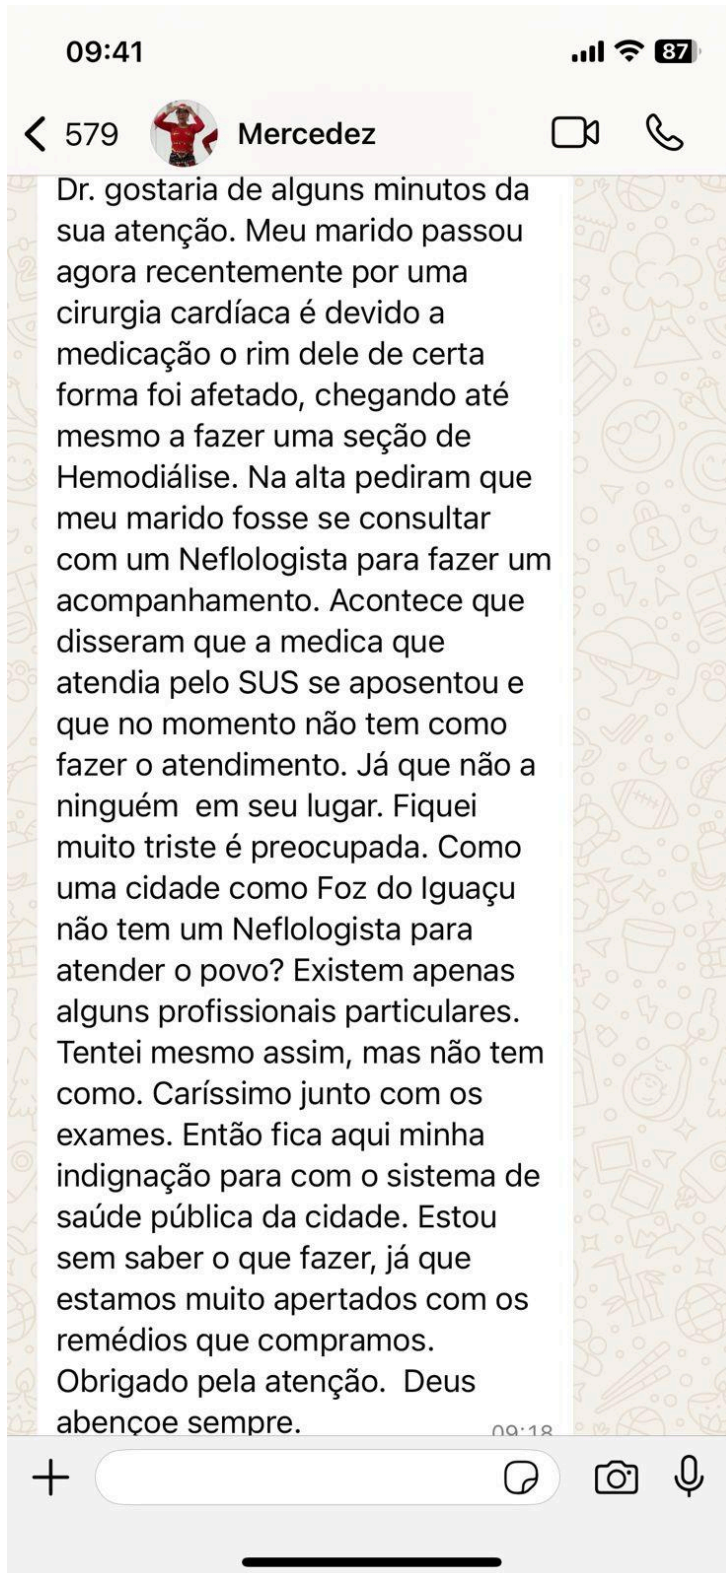 09:41
87
579
Mercedez
Dr. gostaria de alguns minutos da
sua atenção. Meu marido passou
agora recentemente por uma
cirurgia cardíaca é devido a
medicação o rim dele de certa
forma foi afetado, chegando até
mesmo a fazer uma seção de
Hemodiálise. Na alta pediram que
meu marido fosse se consultar
com um Neflologista para fazer um
acompanhamento. Acontece que
disseram que a medica que
atendia pelo SUS se aposentou e
que no momento não tem como
fazer o atendimento. Já que não a
ninguém  em seu lugar. Fiquei
muito triste é preocupada. Como
uma cidade como Foz do Iguaçu
não tem um Neflologista para
atender o povo? Existem apenas
alguns profissionais particulares.
Tentei mesmo assim, mas não tem
como. Caríssimo junto com os
exames. Então fica aqui minha
indignação para com o sistema de
saúde pública da cidade. Estou
sem saber o que fazer, já que
estamos muito apertados com os
remédios que compramos.
Obrigado pela atenção.  Deus
abençoe sempre.
09:18